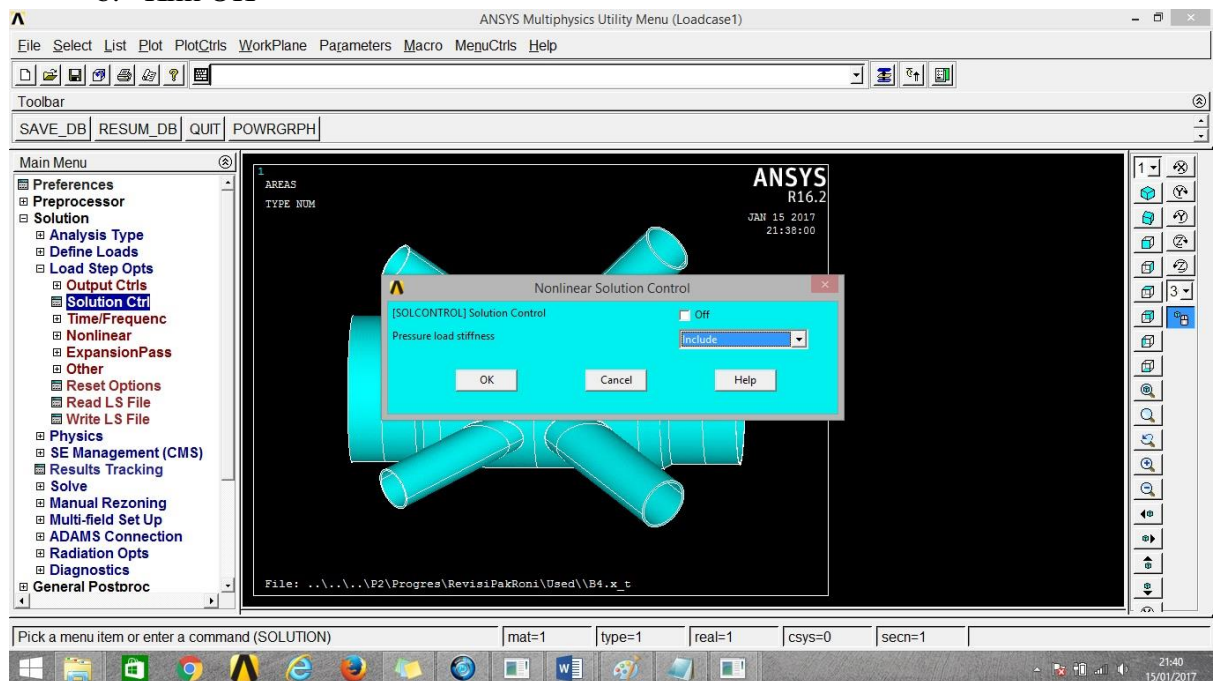 ANSYS Multiphysics Utility Menu (Loadcase1)
File Select List Plot PlotCtrls WorkPlane Parameters Macro MenuCtrls Help
Toolbar
SAVE_DB RESUM_DB QUIT POWRGRPH
Main Menu
Preferences
Preprocessor
Solution
Analysis Type
Define Loads
Load Step Opts
Output Ctrls
Solution Ctrl
Time/Frequenc
Nonlinear
ExpansionPass
Other
Reset Options
Read LS File
Write LS File
Physics
SE Management (CMS)
Results Tracking
Solve
Manual Rezoning
Multi-field Set Up
ADAMS Connection
Radiation Opts
Diagnostics
General Postproc
1
AREAS
TYPE NUM
ANSYS
R16.2
JAN 15 2017
21:38:00
Nonlinear Solution Control
[SOLCONTROL] Solution Control Off
Pressure load stiffness Include
OK Cancel Help
File: ..\..\..\P2\Progres\RevisiPakRoni\Used\\B4.x_t
1
3
Pick a menu item or enter a command (SOLUTION) mat=1 type=1 real=1 csys=0 secn=1
21:40
15/01/2017